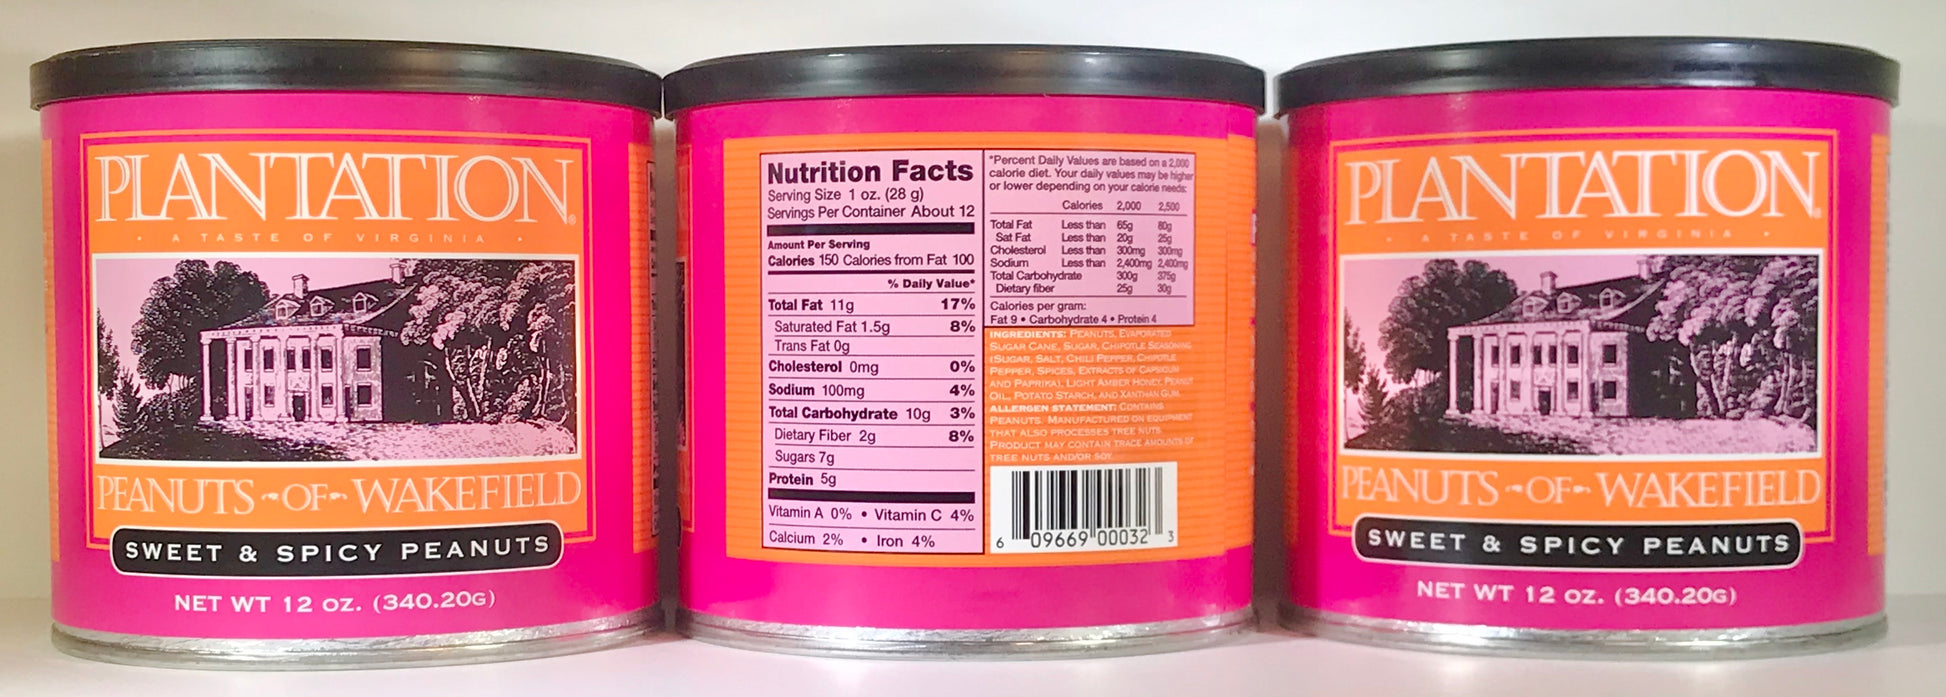 PLANTATION®
• A TASTE OF VIRGINIA •
PEANUTS OF WAKEFIELD
SWEET & SPICY PEANUTS
NET WT 12 OZ. (340.20G)
Nutrition Facts
Serving Size 1 oz. (28 g)
Servings Per Container About 12
Amount Per Serving
Calories 150 Calories from Fat 100
% Daily Value*
Total Fat 11g 17%
Saturated Fat 1.5g 8%
Trans Fat 0g
Cholesterol 0mg 0%
Sodium 100mg 4%
Total Carbohydrate 10g 3%
Dietary Fiber 2g 8%
Sugars 7g
Protein 5g
Vitamin A 0% • Vitamin C 4%
Calcium 2% • Iron 4%
*Percent Daily Values are based on a 2,000
calorie diet. Your daily values may be higher
or lower depending on your calorie needs:
Calories 2,000 2,500
Total Fat Less than 65g 80g
Sat Fat Less than 20g 25g
Cholesterol Less than 300mg 300mg
Sodium Less than 2,400mg 2,400mg
Total Carbohydrate 300g 375g
Dietary fiber 25g 30g
Calories per gram:
Fat 9 • Carbohydrate 4 • Protein 4
INGREDIENTS: PEANUTS, EVAPORATED
SUGAR CANE, SUGAR, CHIPOTLE SEASONING
(SUGAR, SALT, CHILI PEPPER, CHIPOTLE
PEPPER, SPICES, EXTRACTS OF CAPSICUM
AND PAPRIKA), LIGHT AMBER HONEY, PEANUT
OIL, POTATO STARCH, AND XANTHAN GUM.
ALLERGEN STATEMENT: CONTAINS
PEANUTS. MANUFACTURED ON EQUIPMENT
THAT ALSO PROCESSES TREE NUTS.
PRODUCT MAY CONTAIN TRACE AMOUNTS OF
TREE NUTS AND/OR SOY.
6 09669 00032 3
PLANTATION®
• A TASTE OF VIRGINIA •
PEANUTS OF WAKEFIELD
SWEET & SPICY PEANUTS
NET WT 12 OZ. (340.20G)